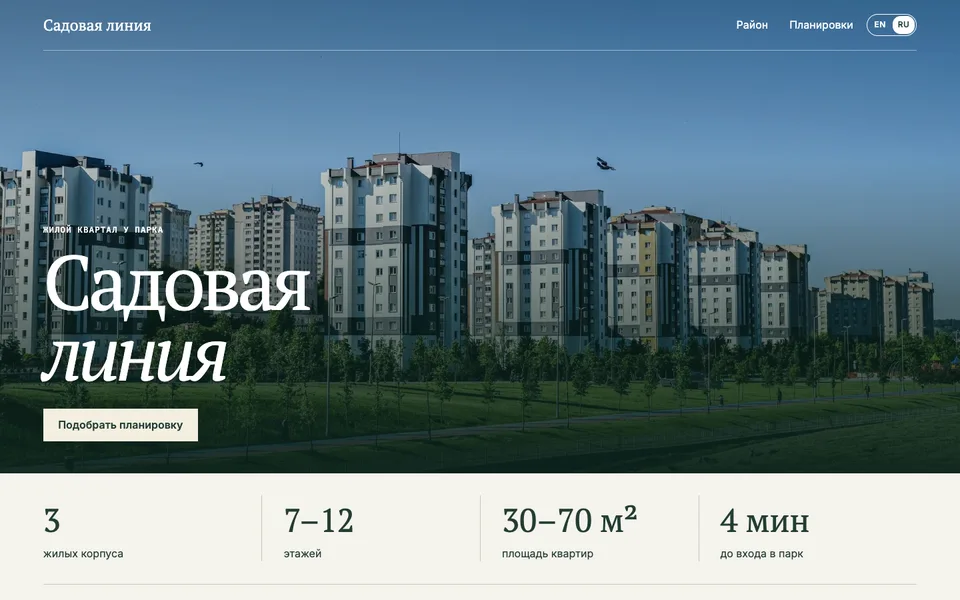 Садовая линия
Район
Планировки
EN
RU
ЖИЛОЙ КВАРТАЛ У ПАРКА
Садовая
линия
Подобрать планировку
3
жилых корпуса
7–12
этажей
30–70 м²
площадь квартир
4 мин
до входа в парк